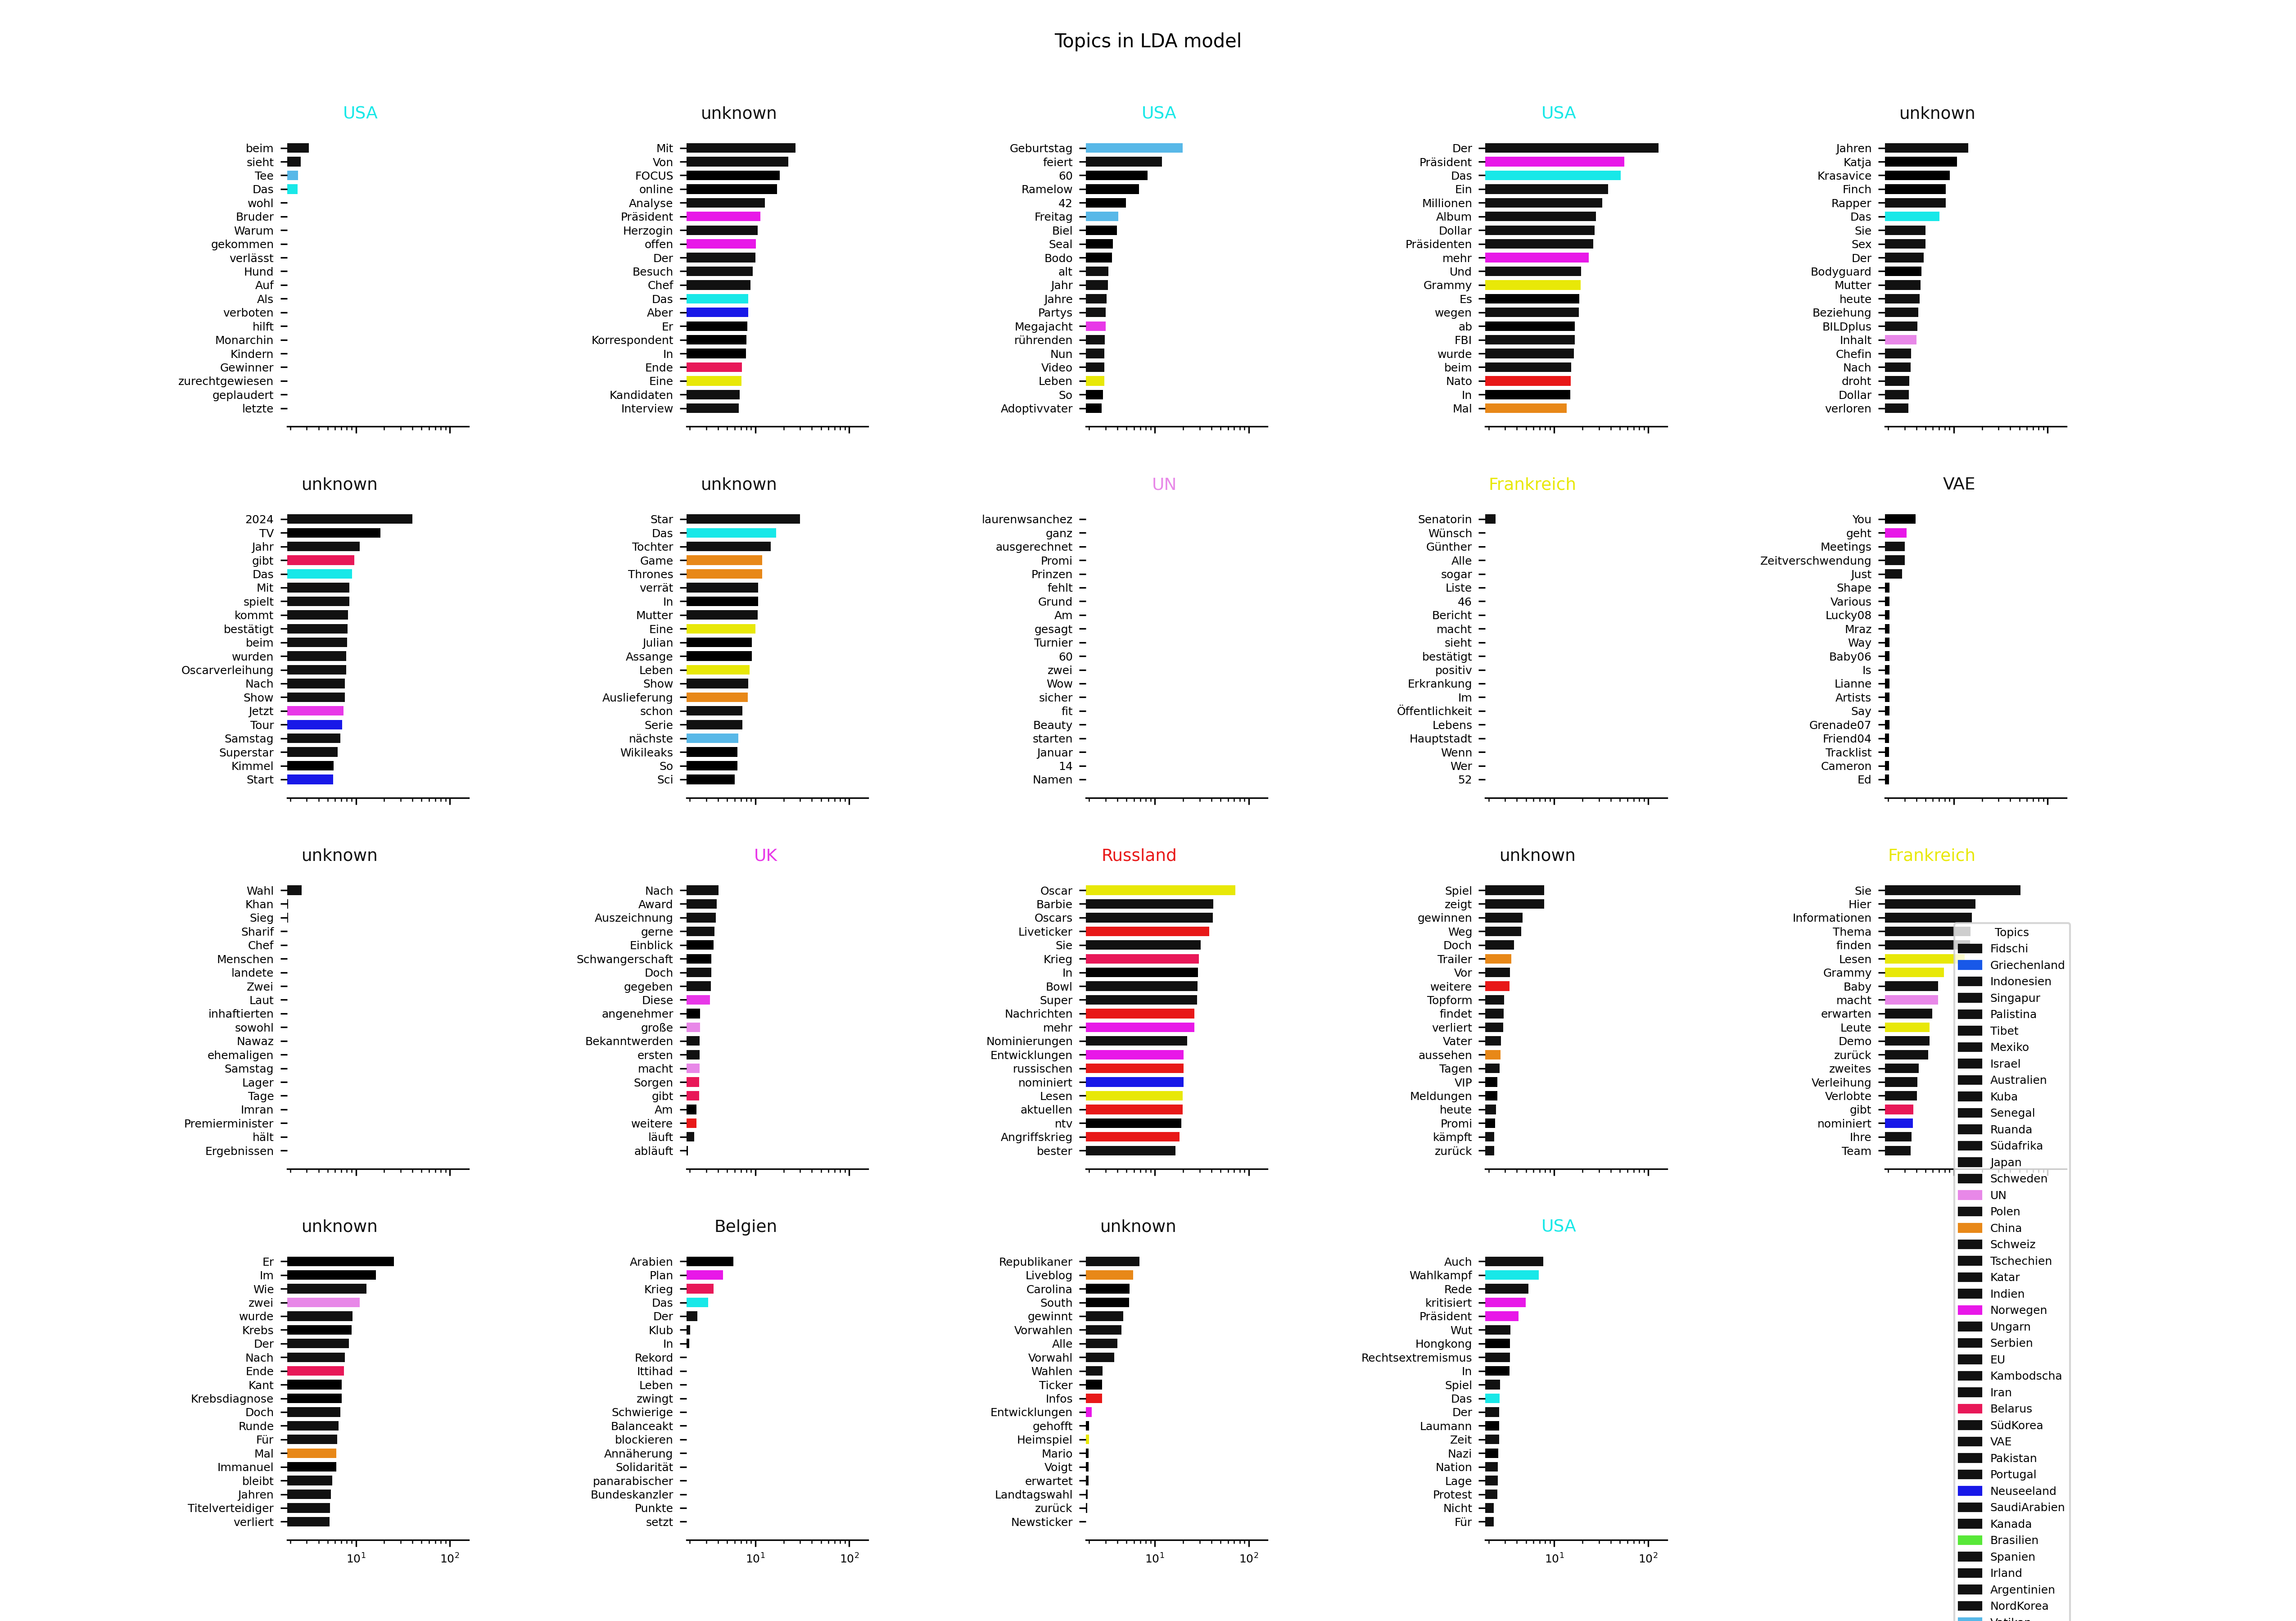 Topics in LDA model
USA
beim
sieht
Tee
Das
wohl
Bruder
Warum
gekommen
verlässt
Hund
Auf
Als
verboten
hilft
Monarchin
Kindern
Gewinner
zurechtgewiesen
geplaudert
letzte
unknown
Mit
Von
FOCUS
online
Analyse
Präsident
Herzogin
offen
Der
Besuch
Chef
Das
Aber
Er
Korrespondent
In
Ende
Eine
Kandidaten
Interview
USA
Geburtstag
feiert
60
Ramelow
42
Freitag
Biel
Seal
Bodo
alt
Jahr
Jahre
Partys
Megajacht
rührenden
Nun
Video
Leben
So
Adoptivvater
USA
Der
Präsident
Das
Ein
Millionen
Album
Dollar
Präsidenten
mehr
Und
Grammy
Es
wegen
ab
FBI
wurde
beim
Nato
In
Mal
unknown
Jahren
Katja
Krasavice
Finch
Rapper
Das
Sie
Sex
Der
Bodyguard
Mutter
heute
Beziehung
BILDplus
Inhalt
Chefin
Nach
droht
Dollar
verloren
unknown
2024
TV
Jahr
gibt
Das
Mit
spielt
kommt
bestätigt
beim
wurden
Oscarverleihung
Nach
Show
Jetzt
Tour
Samstag
Superstar
Kimmel
Start
unknown
Star
Das
Tochter
Game
Thrones
verrät
In
Mutter
Eine
Julian
Assange
Leben
Show
Auslieferung
schon
Serie
nächste
Wikileaks
So
Sci
UN
laurenwsanchez
ganz
ausgerechnet
Promi
Prinzen
fehlt
Grund
Am
gesagt
Turnier
60
zwei
Wow
sicher
fit
Beauty
starten
Januar
14
Namen
Frankreich
Senatorin
Wünsch
Günther
Alle
sogar
Liste
46
Bericht
macht
sieht
bestätigt
positiv
Erkrankung
Im
Öffentlichkeit
Lebens
Hauptstadt
Wenn
Wer
52
VAE
You
geht
Meetings
Zeitverschwendung
Just
Shape
Various
Lucky08
Mraz
Way
Baby06
Is
Lianne
Artists
Say
Grenade07
Friend04
Tracklist
Cameron
Ed
unknown
Wahl
Khan
Sieg
Sharif
Chef
Menschen
landete
Zwei
Laut
inhaftierten
sowohl
Nawaz
ehemaligen
Samstag
Lager
Tage
Imran
Premierminister
hält
Ergebnissen
UK
Nach
Award
Auszeichnung
gerne
Einblick
Schwangerschaft
Doch
gegeben
Diese
angenehmer
große
Bekanntwerden
ersten
macht
Sorgen
gibt
Am
weitere
läuft
abläuft
Russland
Oscar
Barbie
Oscars
Liveticker
Sie
Krieg
In
Bowl
Super
Nachrichten
mehr
Nominierungen
Entwicklungen
russischen
nominiert
Lesen
aktuellen
ntv
Angriffskrieg
bester
unknown
Spiel
zeigt
gewinnen
Weg
Doch
Trailer
Vor
weitere
Topform
findet
verliert
Vater
aussehen
Tagen
VIP
Meldungen
heute
Promi
kämpft
zurück
Frankreich
Sie
Hier
Informationen
Thema
finden
Lesen
Grammy
Baby
macht
erwarten
Leute
Demo
zurück
zweites
Verleihung
Verlobte
gibt
nominiert
Ihre
Team
unknown
Er
Im
Wie
zwei
wurde
Krebs
Der
Nach
Ende
Kant
Krebsdiagnose
Doch
Runde
Für
Mal
Immanuel
bleibt
Jahren
Titelverteidiger
verliert
10¹ 10²
Belgien
Arabien
Plan
Krieg
Das
Der
Klub
In
Rekord
Ittihad
Leben
zwingt
Schwierige
Balanceakt
blockieren
Annäherung
Solidarität
panarabischer
Bundeskanzler
Punkte
setzt
10¹ 10²
unknown
Republikaner
Liveblog
Carolina
South
gewinnt
Vorwahlen
Alle
Vorwahl
Wahlen
Ticker
Infos
Entwicklungen
gehofft
Heimspiel
Mario
Voigt
erwartet
Landtagswahl
zurück
Newsticker
10¹ 10²
USA
Auch
Wahlkampf
Rede
kritisiert
Präsident
Wut
Hongkong
Rechtsextremismus
In
Spiel
Das
Der
Laumann
Zeit
Nazi
Nation
Lage
Protest
Nicht
Für
10¹ 10²
Topics
Fidschi
Griechenland
Indonesien
Singapur
Palistina
Tibet
Mexiko
Israel
Australien
Kuba
Senegal
Ruanda
Südafrika
Japan
Schweden
UN
Polen
China
Schweiz
Tschechien
Katar
Indien
Norwegen
Ungarn
Serbien
EU
Kambodscha
Iran
Belarus
SüdKorea
VAE
Pakistan
Portugal
Neuseeland
SaudiArabien
Kanada
Brasilien
Spanien
Irland
Argentinien
NordKorea